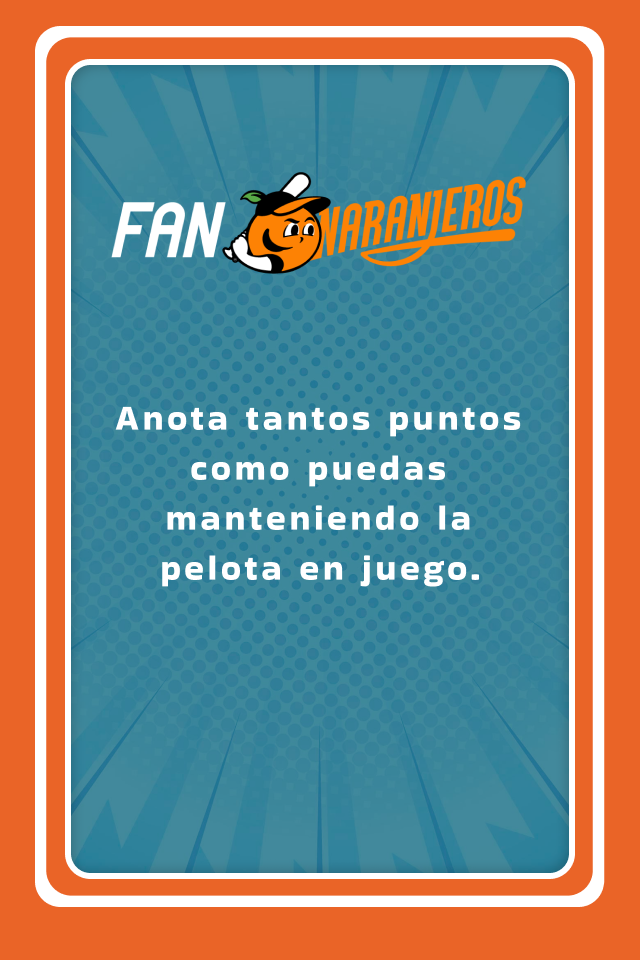 FAN NARANJEROS
Anota tantos puntos
como puedas
manteniendo la
pelota en juego.